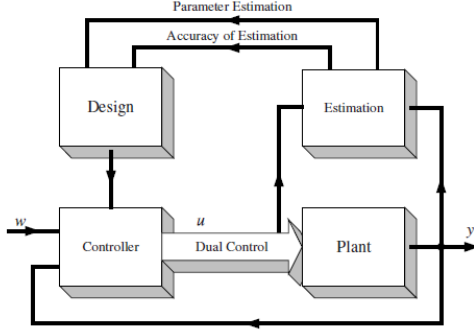 Parameter Estimation
Accuracy of Estimation
Design
Estimation
w
u
y
Controller
Dual Control
Plant